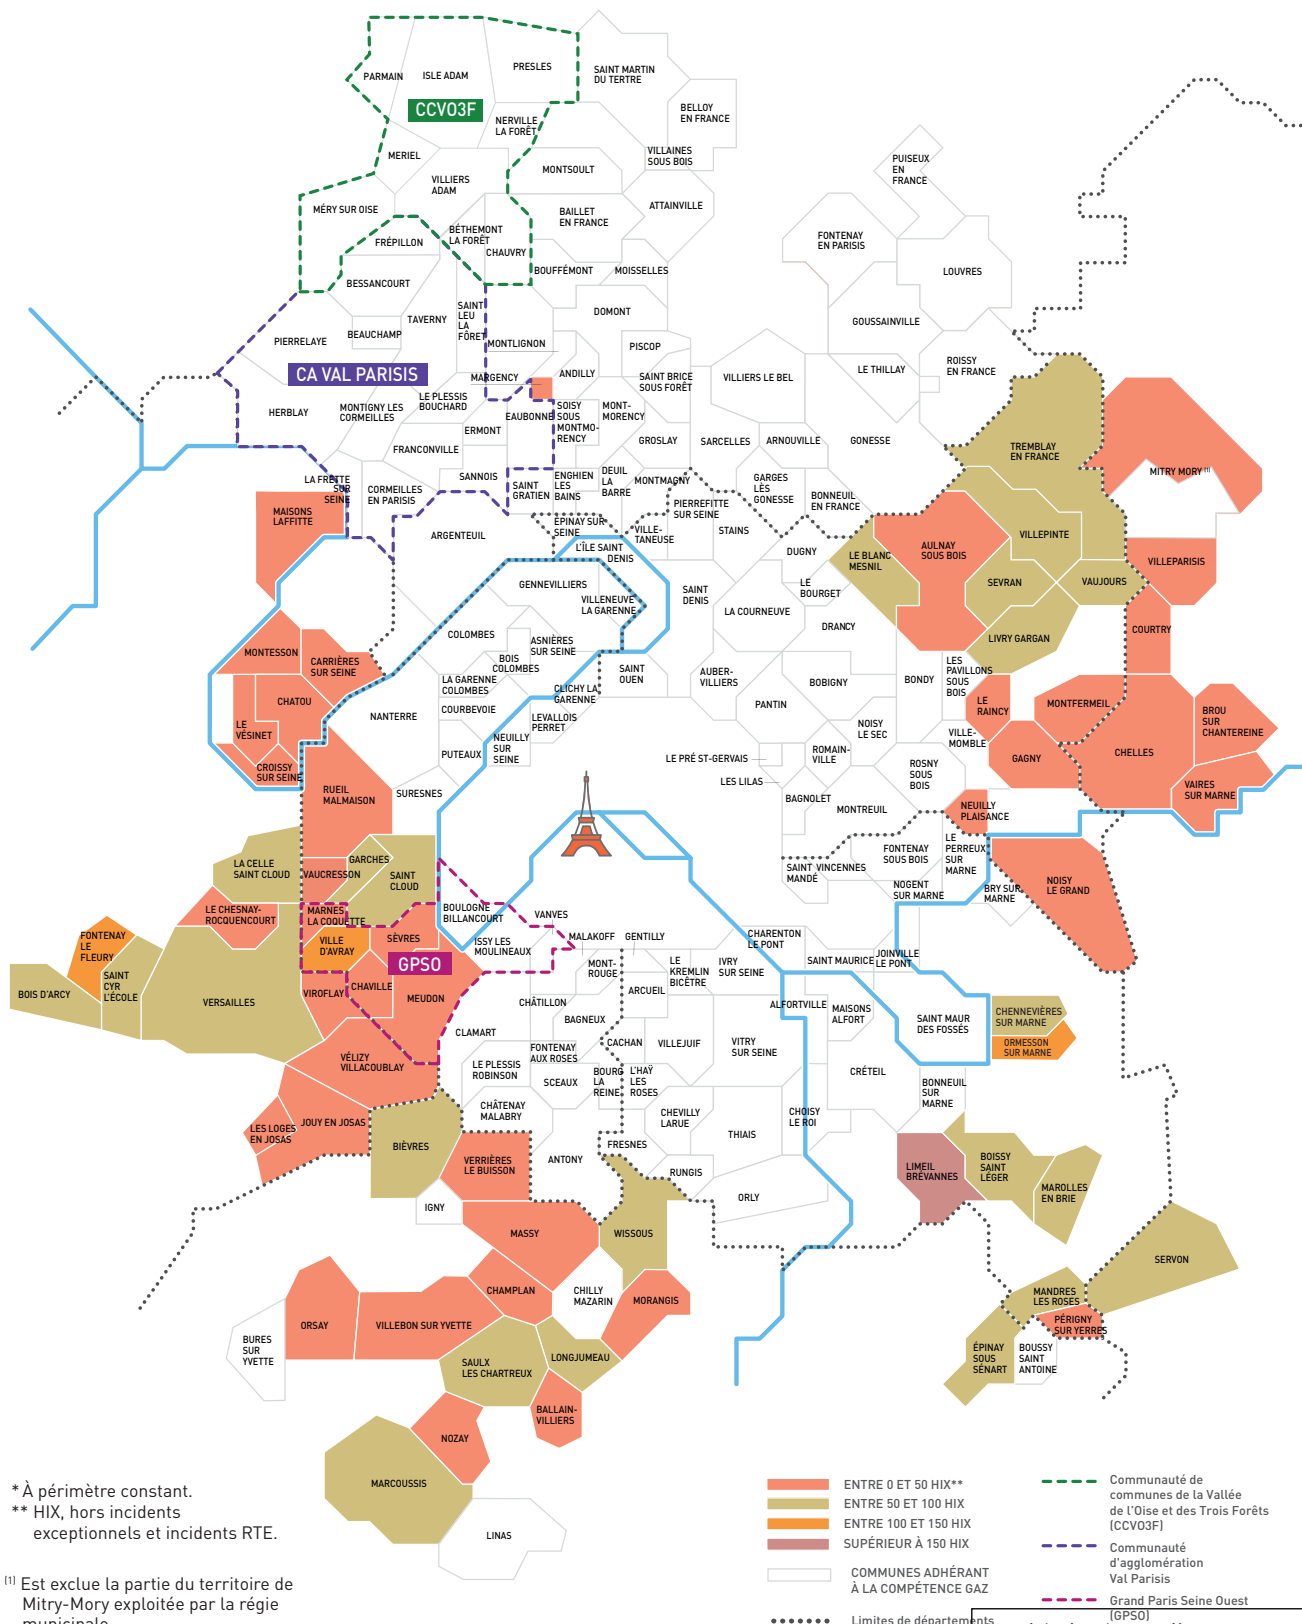 PARMAIN
ISLE ADAM
PRESLES
SAINT MARTIN
DU TERTRE
CCVO3F
BELLOY
EN FRANCE
NERVILLE
LA FORÊT
MERIEL
VILLAINES
SOUS BOIS
PUISEUX
EN
FRANCE
MONTSOULT
VILLIERS
ADAM
MÉRY SUR OISE
ATTAINVILLE
BAILLET
EN FRANCE
BÉTHEMONT
LA FORÊT
FRÉPILLON
FONTENAY
EN PARISIS
CHAUVRY
BOUFFÉMONT
MOISSELLES
LOUVRES
BESSANCOURT
SAINT
LEU
LA
FÔRET
DOMONT
TAVERNY
BEAUCHAMP
PIERRELAYE
MONTLIGNON
PISCOP
GOUSSAINVILLE
CA VAL PARISIS
MARGENCY
ANDILLY
SAINT BRICE
SOUS FORÊT
VILLIERS LE BEL
LE THILLAY
ROISSY
EN FRANCE
HERBLAY
MONTIGNY LES
CORMEILLES
LE PLESSIS
BOUCHARD
EAUBONNE
SOISY
SOUS
MONTMO-
RENCY
MONT-
MORENCY
ERMONT
GROSLAY
SARCELLES
ARNOUVILLE
GONESSE
TREMBLAY
EN FRANCE
FRANCONVILLE
MITRY MORY (1)
LA FRETTE
SUR
SEINE
CORMEILLES
EN PARISIS
SANNOIS
SAINT
GRATIEN
ENGHIEN
LES
BAINS
DEUIL
LA
BARRE
MONTMAGNY
GARGES
LÈS
GONESSE
BONNEUIL
EN FRANCE
PIERREFITTE
SUR SEINE
MAISONS
LAFFITTE
ARGENTEUIL
ÉPINAY SUR
SEINE
VILLE-
TANEUSE
STAINS
L'ÎLE SAINT
DENIS
DUGNY
LE BLANC
MESNIL
AULNAY
SOUS BOIS
VILLEPINTE
VILLEPARISIS
GENNEVILLIERS
VILLENEUVE
LA GARENNE
SAINT
DENIS
LA COURNEUVE
LE
BOURGET
SEVRAN
VAUJOURS
DRANCY
COLOMBES
ASNIÈRES
SUR SEINE
BOIS
COLOMBES
LIVRY GARGAN
COURTRY
MONTESSON
CARRIÈRES
SUR SEINE
LA GARENNE
COLOMBES
CLICHY LA
GARENNE
SAINT
OUEN
AUBER-
VILLIERS
BOBIGNY
BONDY
LES
PAVILLONS
SOUS
BOIS
CHATOU
NANTERRE
COURBEVOIE
LEVALLOIS
PERRET
PANTIN
LE
RAINCY
MONTFERMEIL
BROU
SUR
CHANTEREINE
LE
VÉSINET
NEUILLY
SUR
SEINE
PUTEAUX
NOISY
LE SEC
VILLE-
MOMBLE
CHELLES
LE PRÉ ST-GERVAIS
ROMAIN-
VILLE
GAGNY
CROISSY
SUR SEINE
LES LILAS
ROSNY
SOUS
BOIS
RUEIL
MALMAISON
SURESNES
BAGNOLET
MONTREUIL
NEUILLY
PLAISANCE
VAIRES
SUR MARNE
LA CELLE
SAINT CLOUD
GARCHES
SAINT
CLOUD
VAUCRESSON
FONTENAY
SOUS BOIS
LE
PERREUX
SUR
MARNE
SAINT
MANDÉ
VINCENNES
NOGENT
SUR MARNE
BRY SUR
MARNE
NOISY
LE GRAND
LE CHESNAY-
ROCQUENCOURT
MARNES
LA COQUETTE
BOULOGNE
BILLANCOURT
VANVES
FONTENAY
LE
FLEURY
VILLE
D'AVRAY
SÈVRES
GPSO
ISSY LES
MOULINEAUX
MALAKOFF
GENTILLY
CHARENTON
LE PONT
SAINT MAURICE
JOINVILLE
LE PONT
BOIS D'ARCY
SAINT
CYR
L'ÉCOLE
VERSAILLES
VIROFLAY
CHAVILLE
MEUDON
MONT-
ROUGE
LE
KREMLIN
BICÊTRE
IVRY
SUR SEINE
ARCUEIL
CHÂTILLON
ALFORTVILLE
MAISONS
ALFORT
SAINT MAUR
DES FOSSÉS
CHENNEVIÈRES
SUR MARNE
BAGNEUX
CLAMART
ORMESSON
SUR MARNE
VÉLIZY
VILLACOUBLAY
LE PLESSIS
ROBINSON
FONTENAY
AUX ROSES
CACHAN
VILLEJUIF
VITRY
SUR SEINE
SCEAUX
BOURG
LA
REINE
L'HAŸ
LES
ROSES
CRÉTEIL
BONNEUIL
SUR
MARNE
LES LOGES
EN JOSAS
JOUY EN JOSAS
CHÂTENAY
MALABRY
CHEVILLY
LARUE
CHOISY
LE ROI
THIAIS
BIÈVRES
VERRIÈRES
LE BUISSON
ANTONY
FRESNES
RUNGIS
ORLY
LIMEIL
BRÉVANNES
BOISSY
SAINT
LÉGER
MAROLLES
EN BRIE
IGNY
MASSY
WISSOUS
SERVON
CHAMPLAN
CHILLY
MAZARIN
MORANGIS
MANDRES
LES ROSES
ORSAY
VILLEBON SUR YVETTE
PÉRIGNY
SUR YERRES
BURES
SUR
YVETTE
SAULX
LES CHARTREUX
LONGJUMEAU
ÉPINAY
SOUS
SÉNART
BOUSSY
SAINT
ANTOINE
BALLAIN-
VILLIERS
NOZAY
MARCOUSSIS
LINAS
* À périmètre constant.
** HIX, hors incidents
exceptionnels et incidents RTE.
(1) Est exclue la partie du territoire de
Mitry-Mory exploitée par la régie
ENTRE 0 ET 50 HIX**
ENTRE 50 ET 100 HIX
ENTRE 100 ET 150 HIX
SUPÉRIEUR À 150 HIX
COMMUNES ADHÉRANT
À LA COMPÉTENCE GAZ
Limites de départements
Communauté de
communes de la Vallée
de l'Oise et des Trois Forêts
(CCVO3F)
Communauté
d'agglomération
Val Parisis
Grand Paris Seine Ouest
(GPSO)